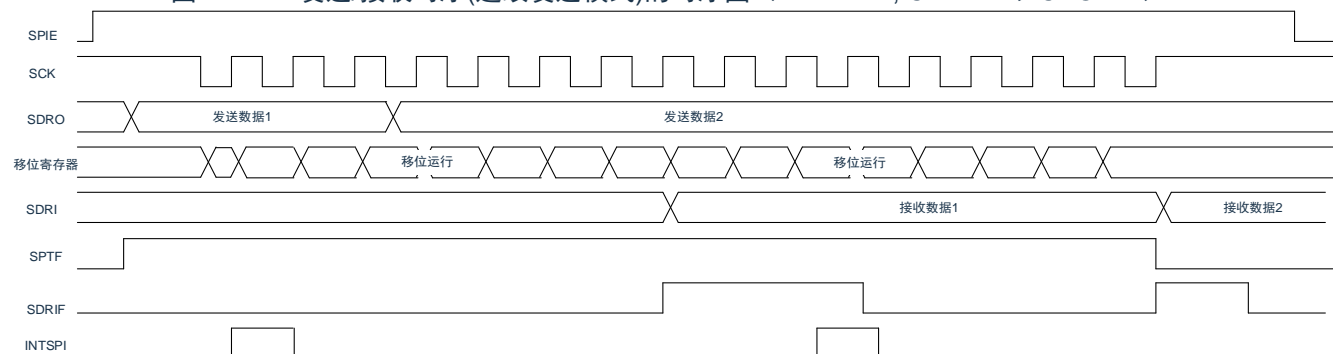 SPIE
SCK
SDRO
发送数据1
发送数据2
移位寄存器
移位运行
移位运行
SDRI
接收数据1
接收数据2
SPTF
SDRIF
INTSPI